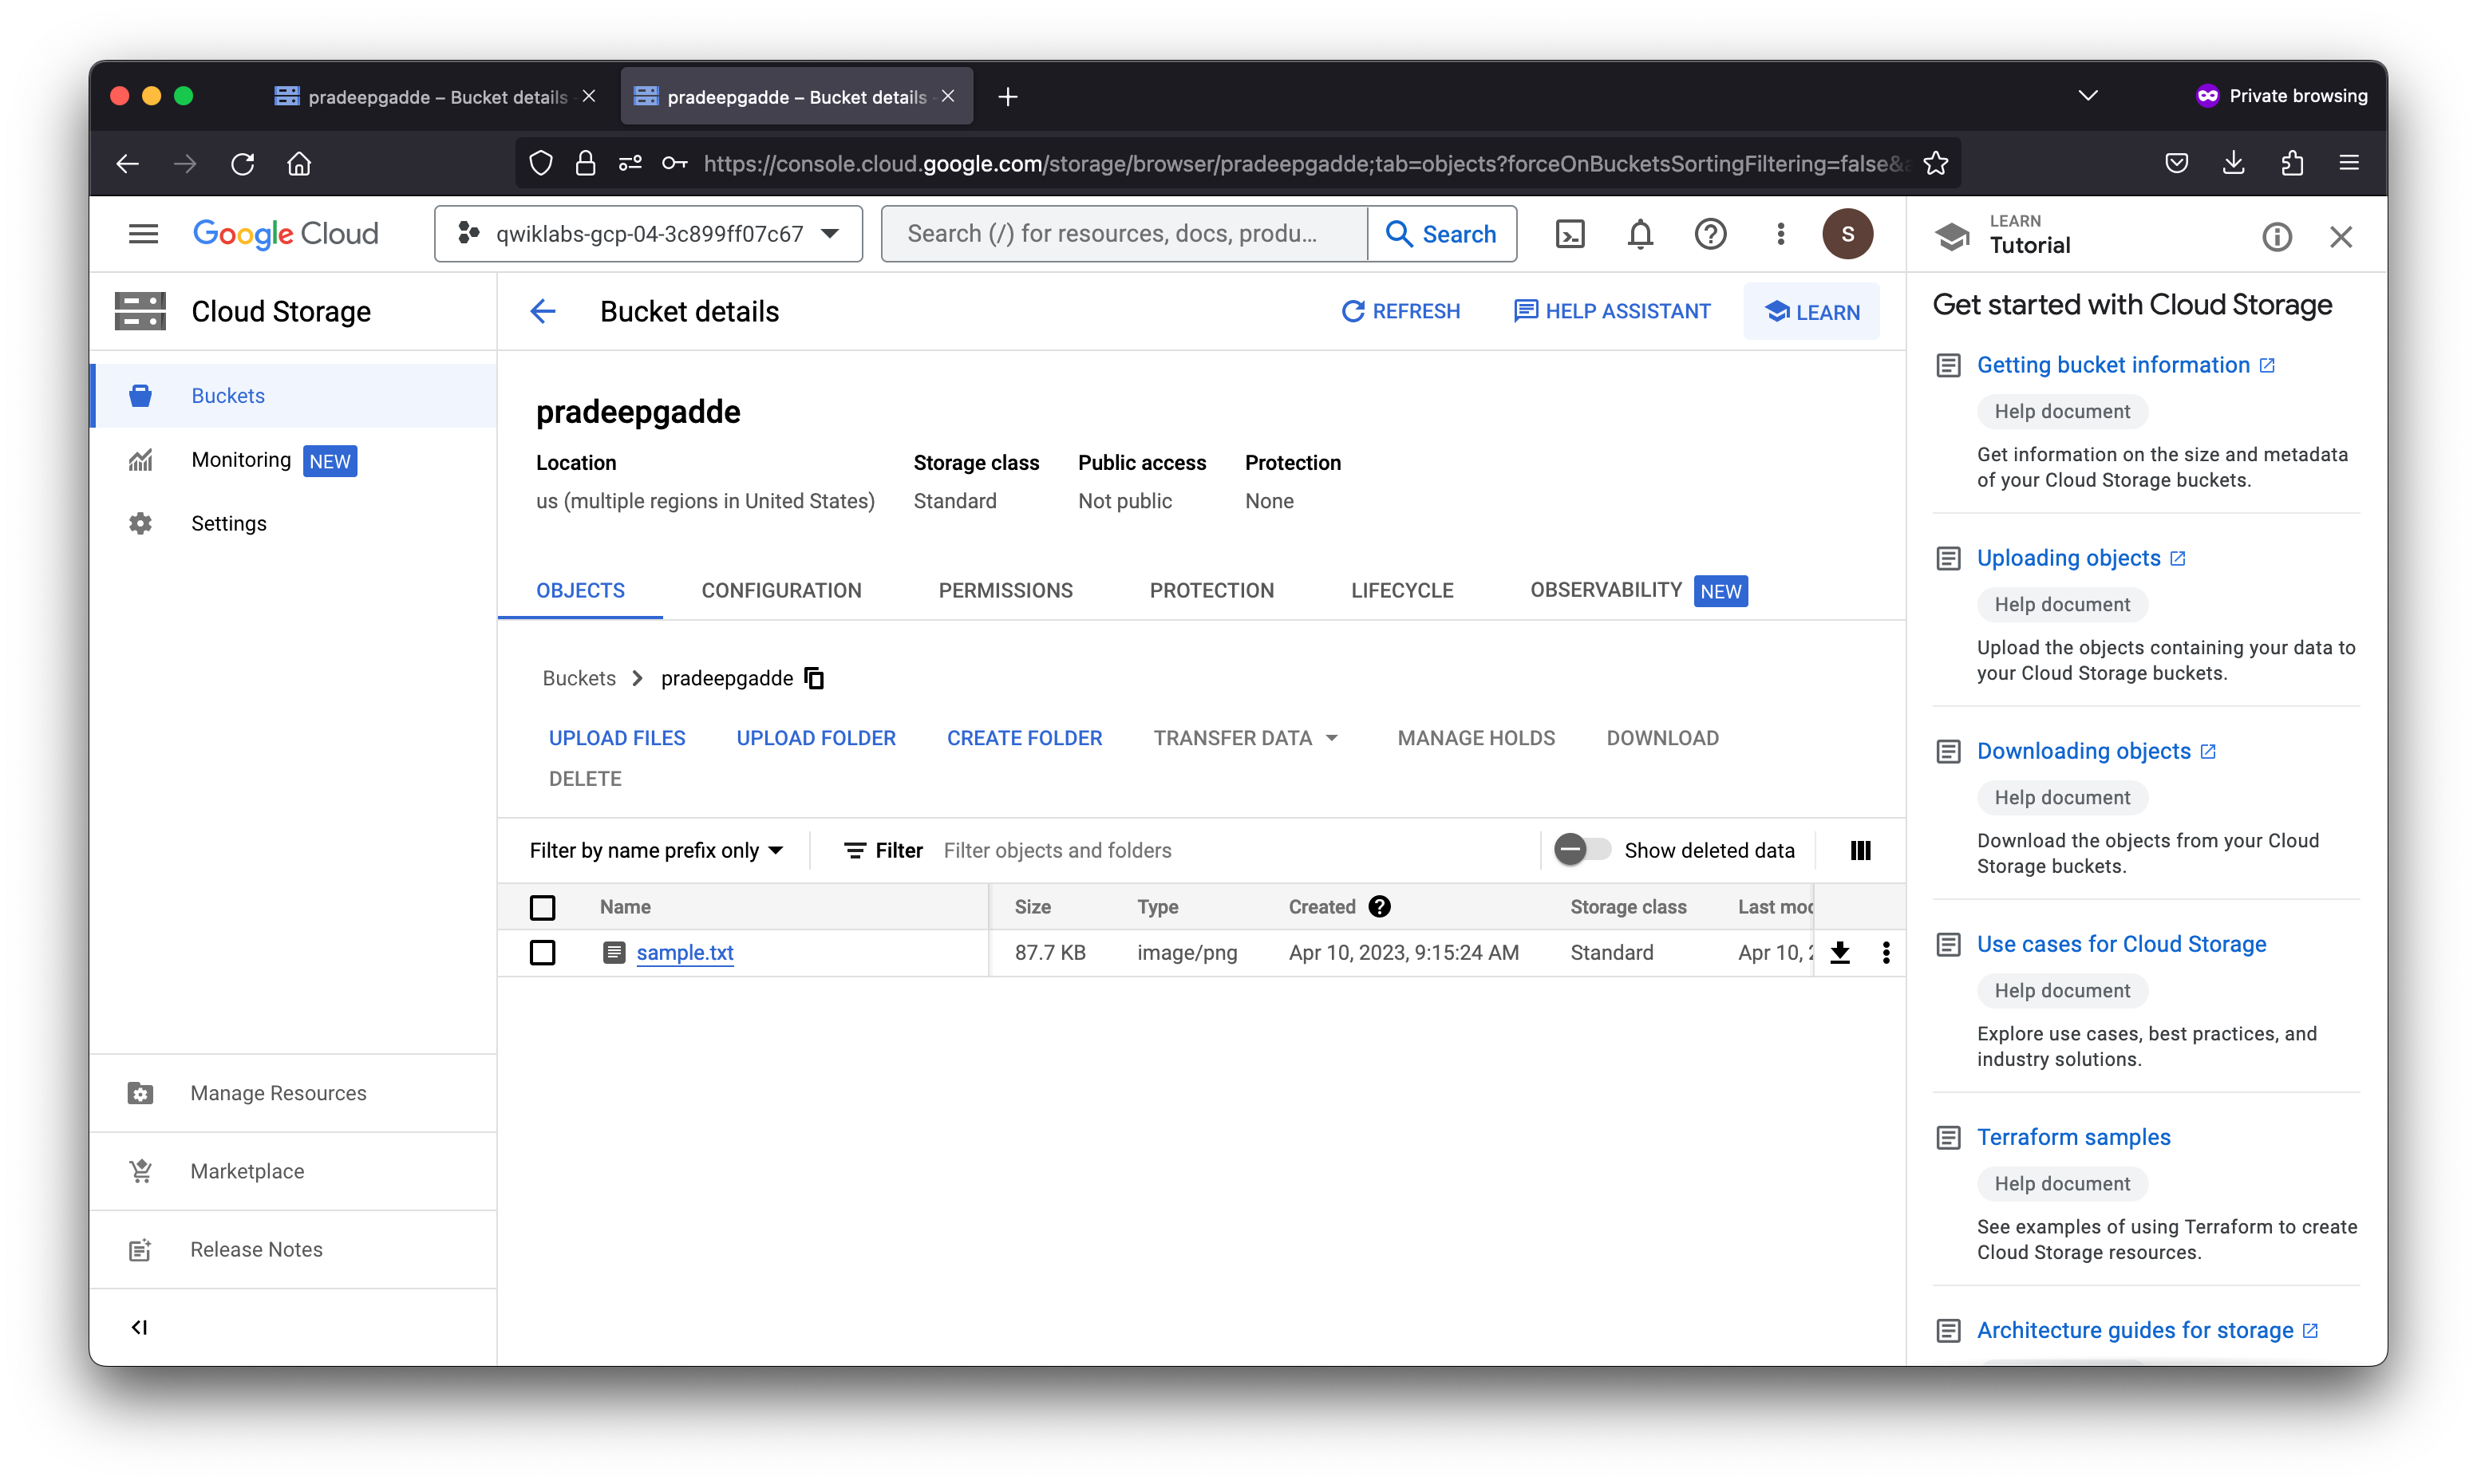 pradeepgadde – Bucket details
pradeepgadde – Bucket details
Private browsing
https://console.cloud.google.com/storage/browser/pradeepgadde;tab=objects?forceOnBucketsSortingFiltering=false&
Google Cloud
qwiklabs-gcp-04-3c899ff07c67
Search (/) for resources, docs, produ...
Search
S
LEARN
Tutorial
Cloud Storage
Bucket details
REFRESH
HELP ASSISTANT
LEARN
Buckets
Monitoring NEW
Settings
Manage Resources
Marketplace
Release Notes
pradeepgadde
Location Storage class Public access Protection
us (multiple regions in United States) Standard Not public None
OBJECTS CONFIGURATION PERMISSIONS PROTECTION LIFECYCLE OBSERVABILITY NEW
Buckets pradeepgadde
UPLOAD FILES UPLOAD FOLDER CREATE FOLDER TRANSFER DATA MANAGE HOLDS DOWNLOAD
DELETE
Filter by name prefix only Filter Filter objects and folders Show deleted data
Name Size Type Created Storage class Last mod
sample.txt 87.7 KB image/png Apr 10, 2023, 9:15:24 AM Standard Apr 10, 2
Get started with Cloud Storage
Getting bucket information
Help document
Get information on the size and metadata
of your Cloud Storage buckets.
Uploading objects
Help document
Upload the objects containing your data to
your Cloud Storage buckets.
Downloading objects
Help document
Download the objects from your Cloud
Storage buckets.
Use cases for Cloud Storage
Help document
Explore use cases, best practices, and
industry solutions.
Terraform samples
Help document
See examples of using Terraform to create
Cloud Storage resources.
Architecture guides for storage